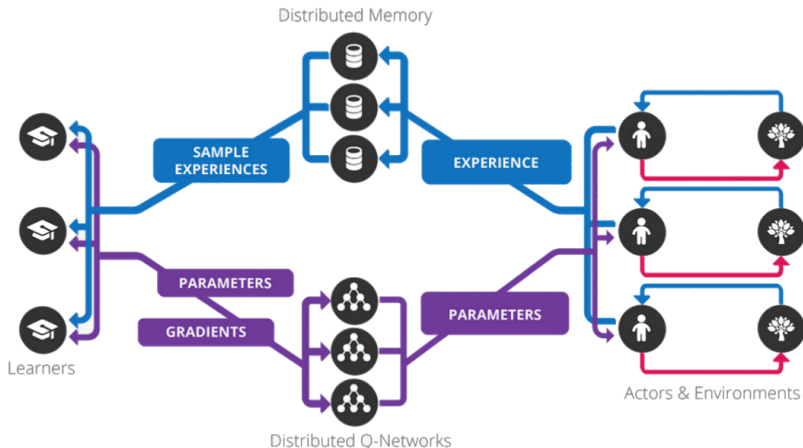 Distributed Memory
SAMPLE
EXPERIENCES
EXPERIENCE
PARAMETERS
GRADIENTS
PARAMETERS
Learners
Actors & Environments
Distributed Q-Networks